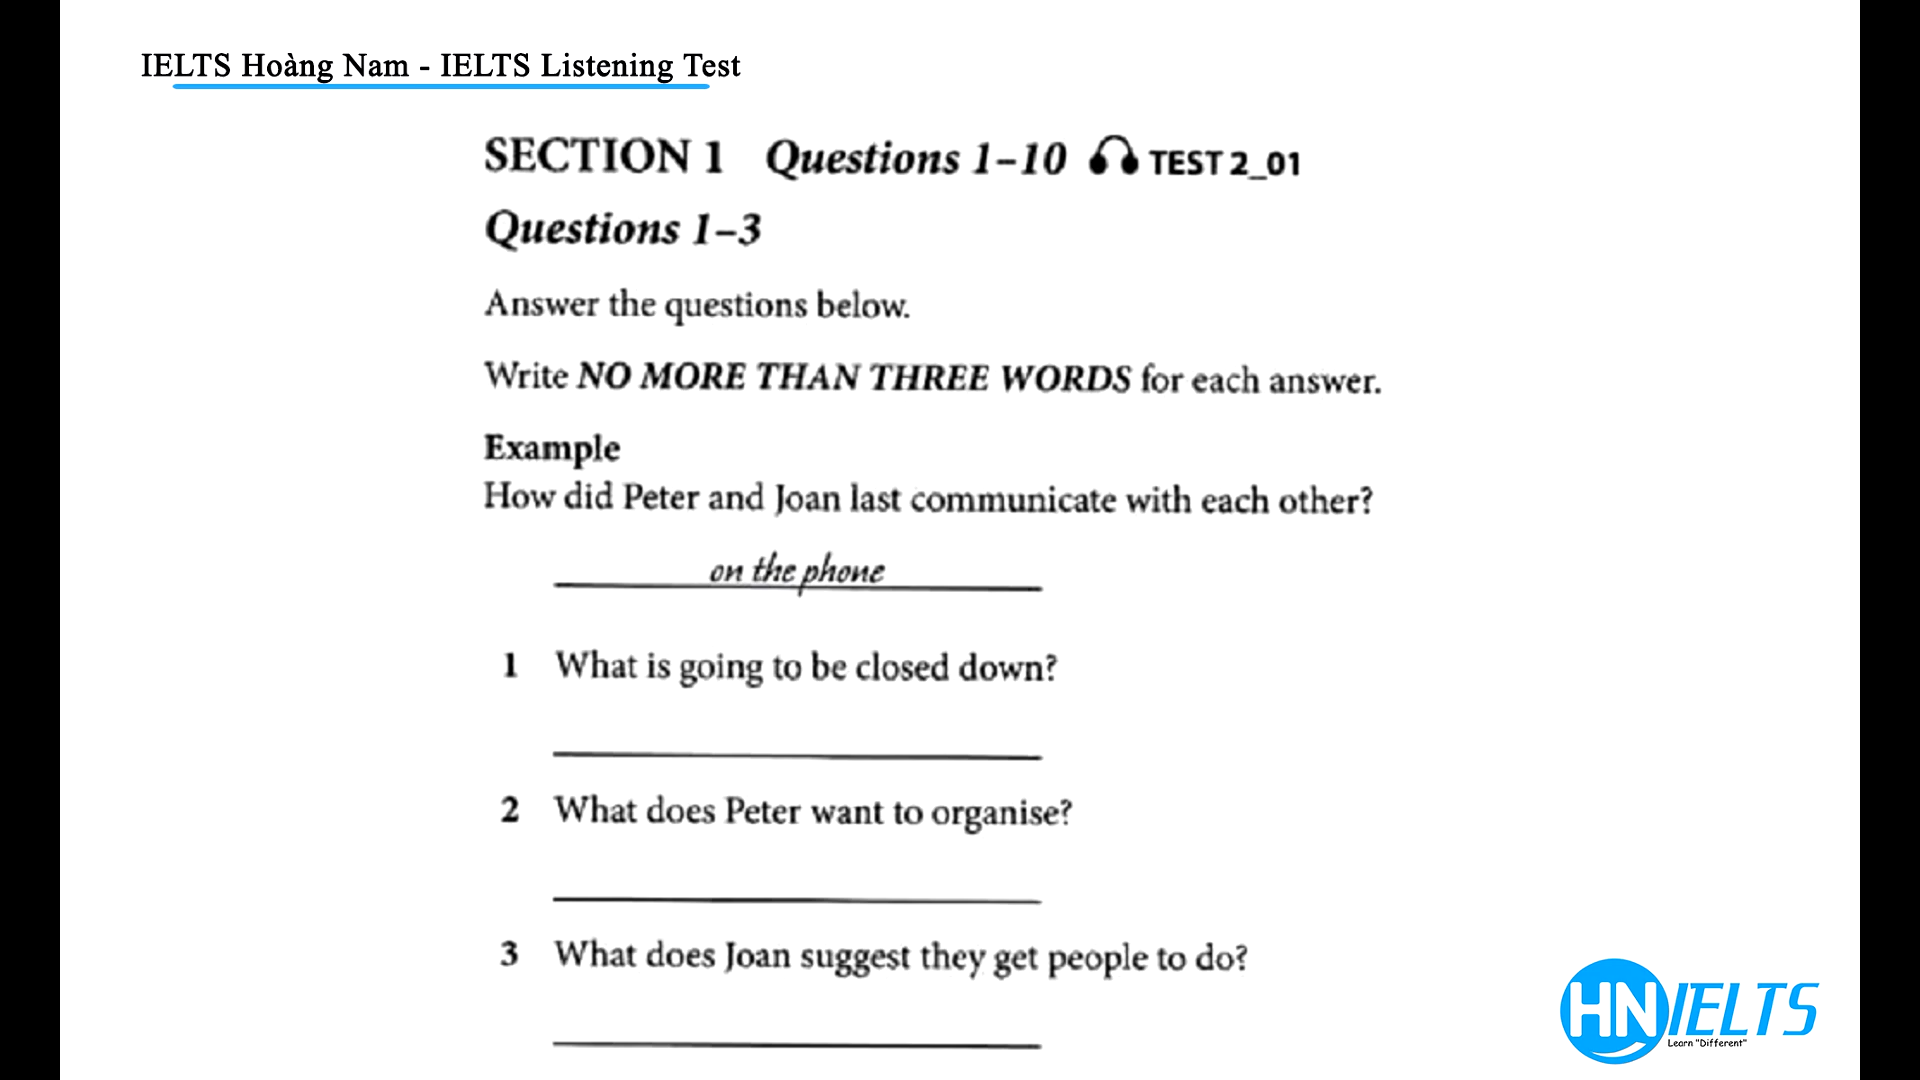 IELTS Hoàng Nam - IELTS Listening Test
SECTION 1 Questions 1–10 TEST 2_01
Questions 1–3
Answer the questions below.
Write NO MORE THAN THREE WORDS for each answer.
Example
How did Peter and Joan last communicate with each other?
on the phone
1 What is going to be closed down?
2 What does Peter want to organise?
3 What does Joan suggest they get people to do?
HN IELTS
Learn "Different"